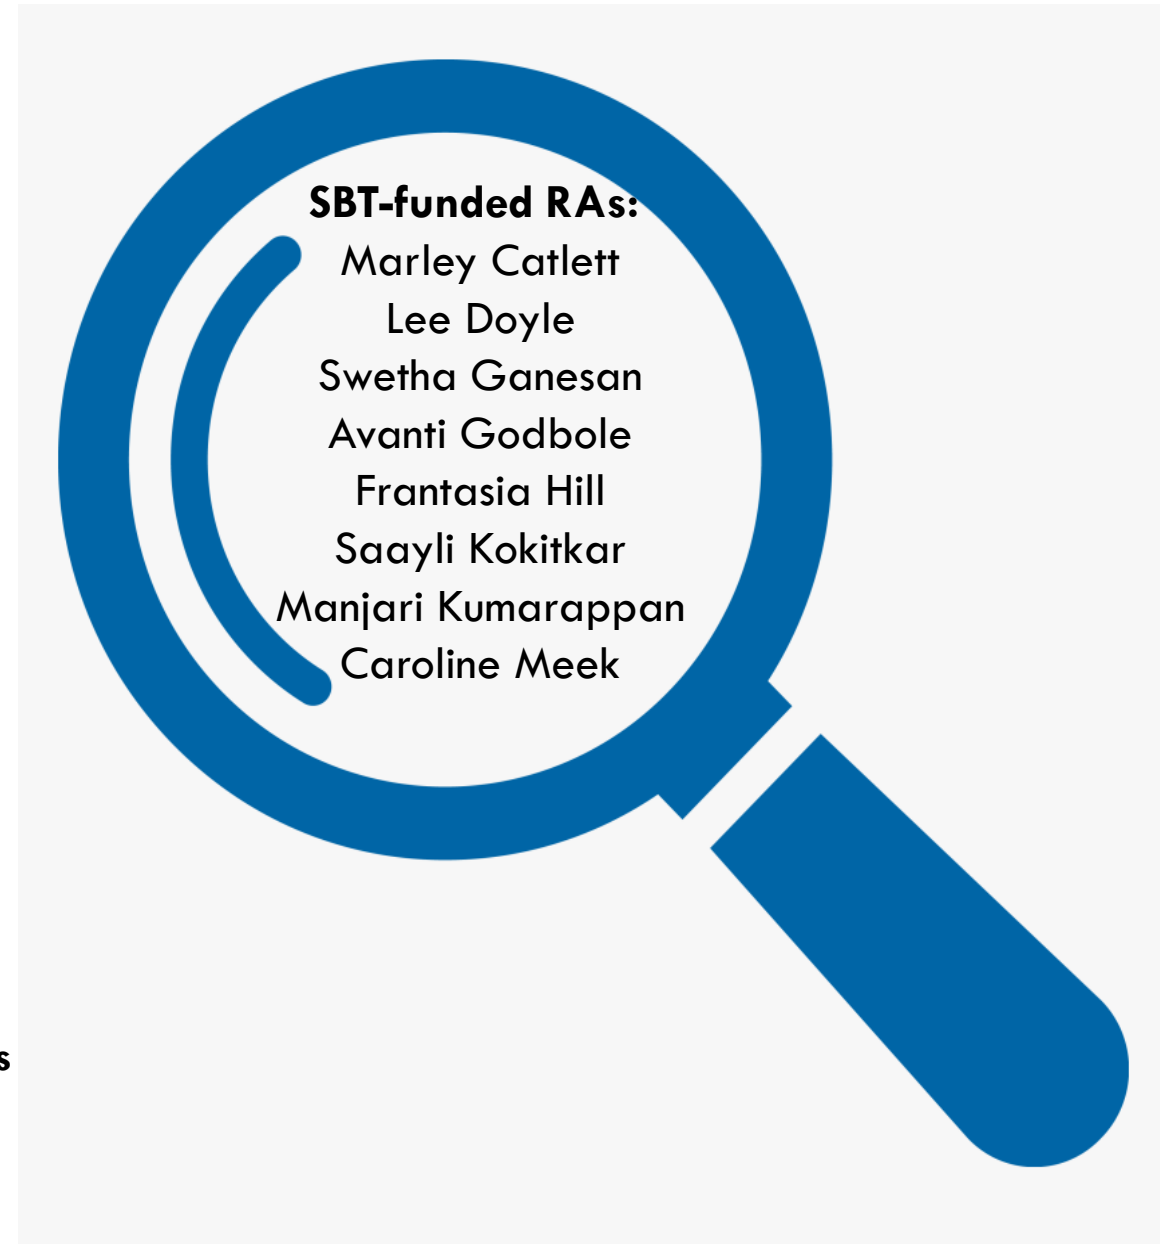 SBT-funded RAs:
Marley Catlett
Lee Doyle
Swetha Ganesan
Avanti Godbole
Frantasia Hill
Saayli Kokitkar
Manjari Kumarappan
Caroline Meek
s